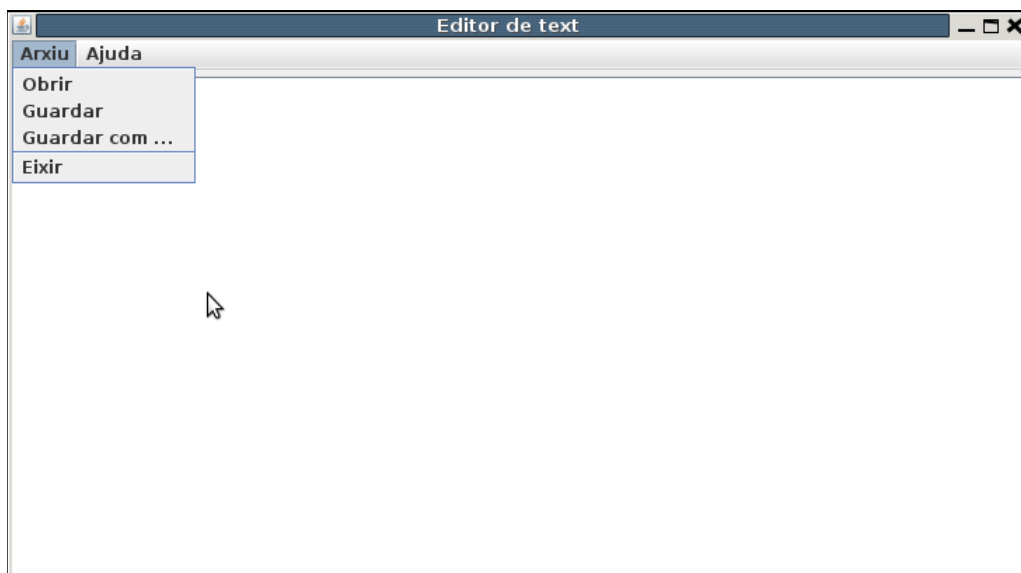 Editor de text
Arxiu Ajuda
Obrir
Guardar
Guardar com ...
Eixir